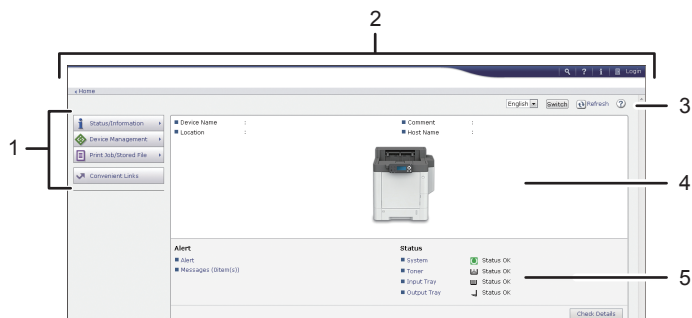 2
? | i | Login
Home
English Switch Refresh ?
3
1
Status/Information
Device Management
Print Job/Stored File
Convenient Links
Device Name :
Location :
Comment :
Host Name :
4
Alert
Alert
Messages (0item(s))
Status
System Status OK
Toner Status OK
Input Tray Status OK
Output Tray Status OK
5
Check Details